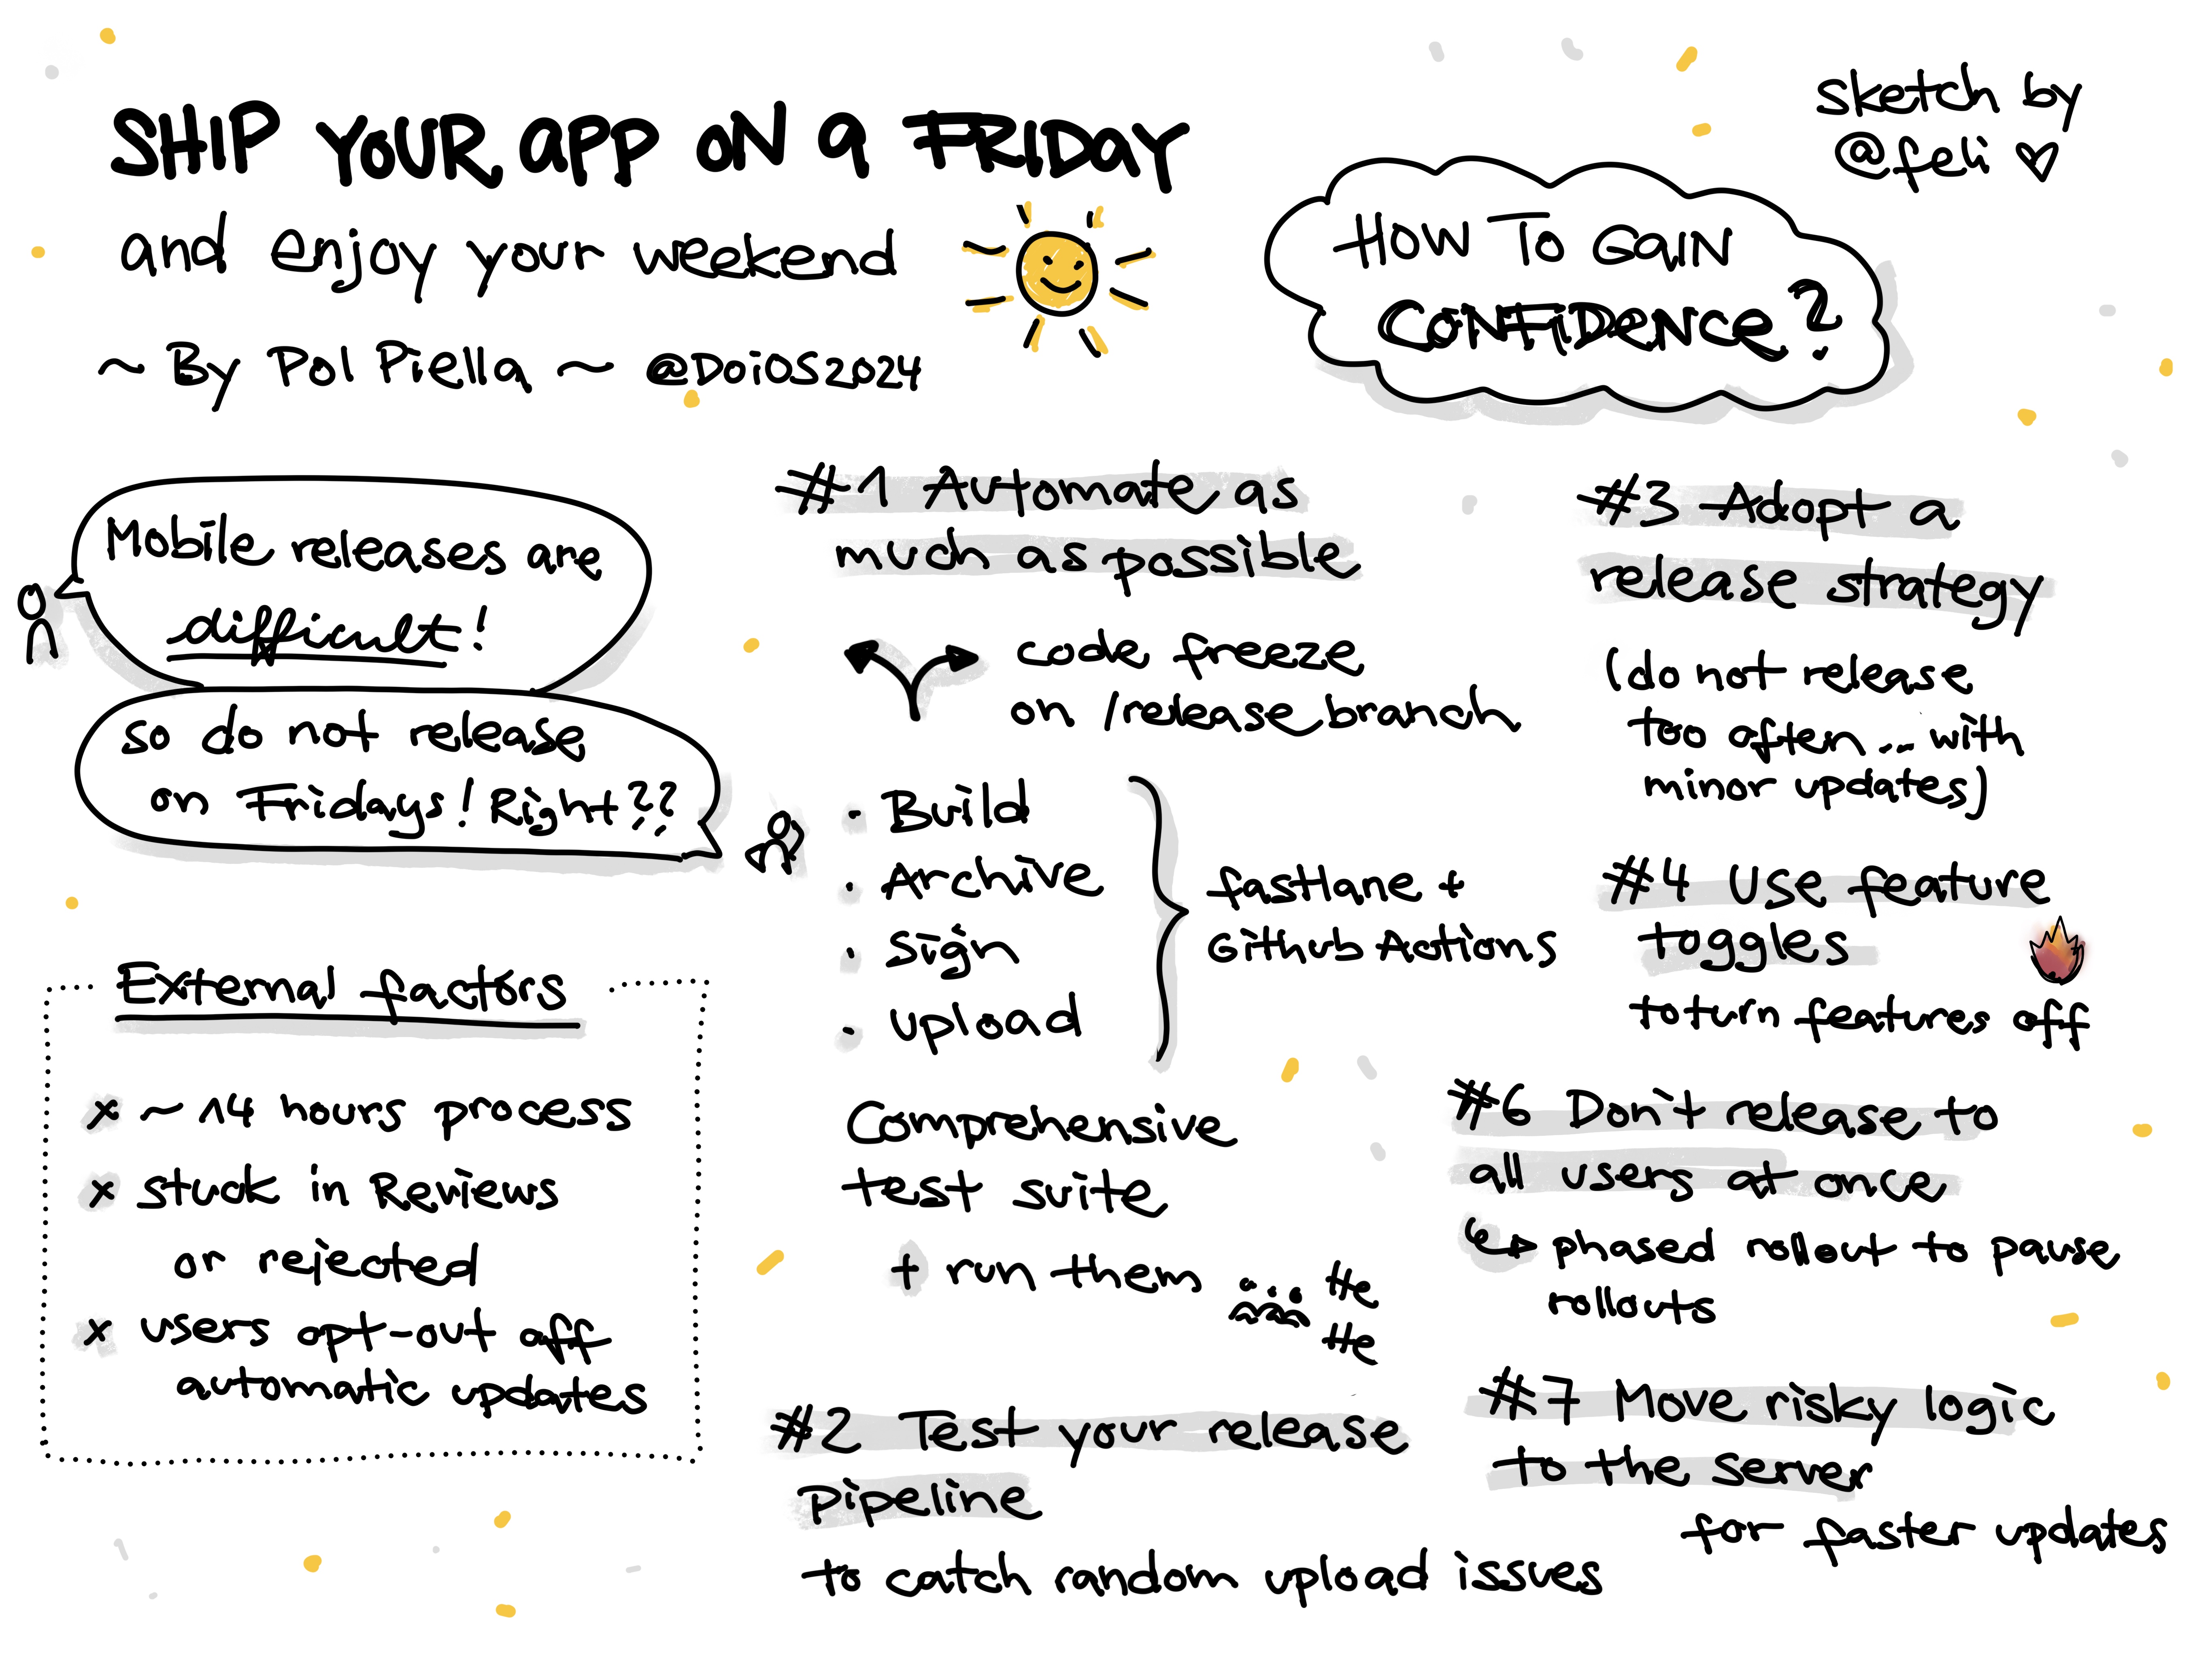 SHIP YOUR APP ON A FRIDAY
and enjoy your weekend
~ By Pol Piella ~ @DoiOS2024
sketch by
@feli ♡
HOW TO GAIN
CONFIDENCE?
Mobile releases are
difficult!
so do not release
on Fridays! Right??
External factors
x ~14 hours process
x stuck in Reviews
or rejected
x users opt-out off
automatic updates
#1 Automate as
much as possible
code freeze
on /release branch
· Build
· Archive
· Sign
· upload
fastlane +
Github Actions
Comprehensive
test suite
+ run them
He
He
#2 Test your release
pipeline
to catch random upload issues
#3 Adopt a
release strategy
(do not release
too often ... with
minor updates)
#4 Use feature
toggles
to turn features off
#6 Don't release to
all users at once
↳ phased rollout to pause
rollouts
#7 Move risky logic
to the server
for faster updates